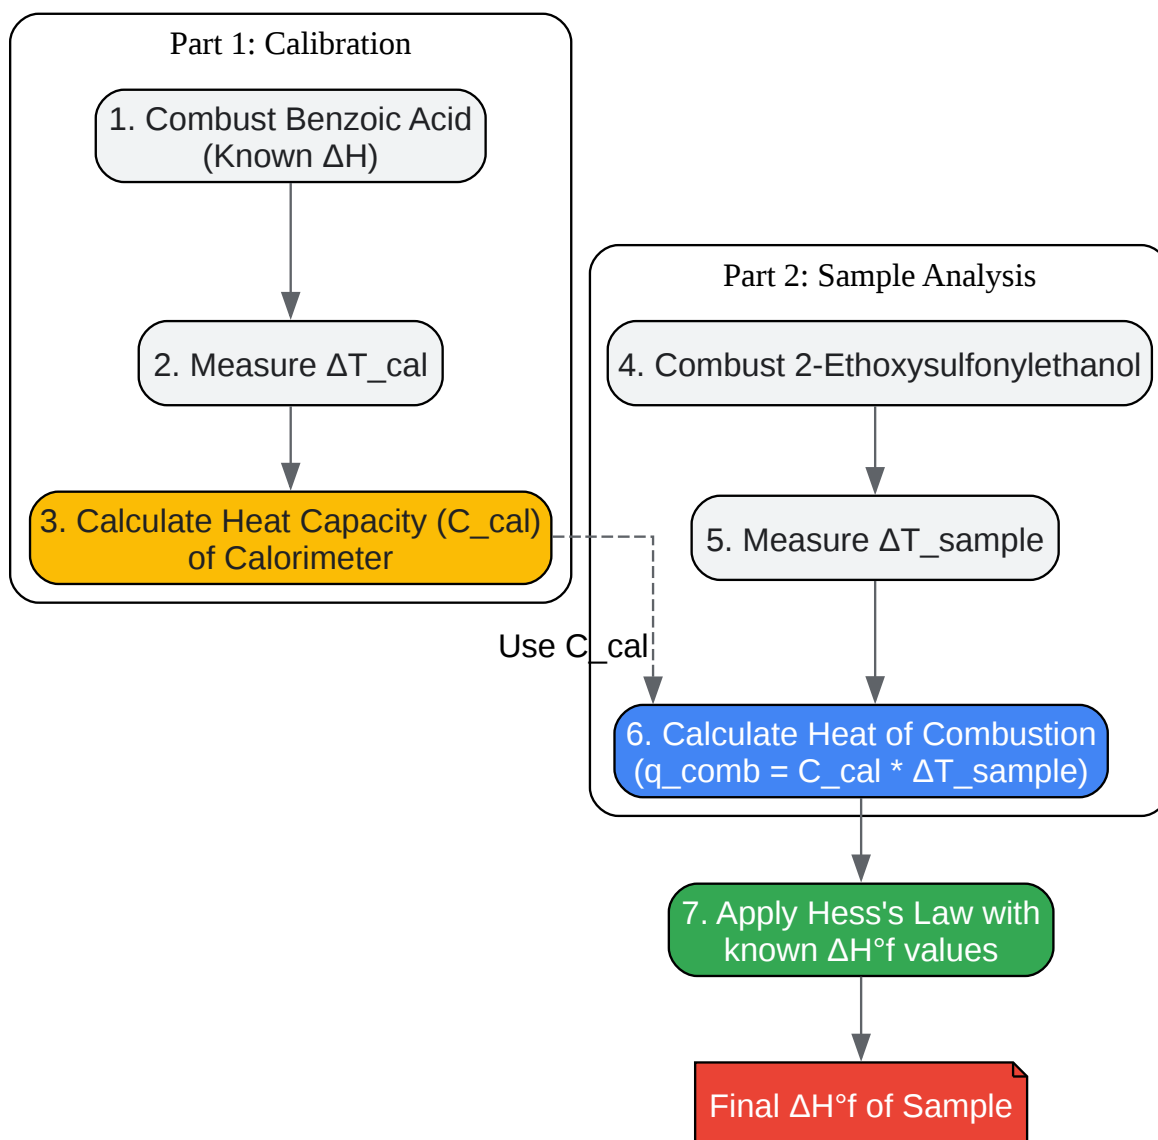 Part 1: Calibration
1. Combust Benzoic Acid
(Known ΔH)
2. Measure ΔT_cal
3. Calculate Heat Capacity (C_cal)
of Calorimeter
Use C_cal
Part 2: Sample Analysis
4. Combust 2-Ethoxysulfonylethanol
5. Measure ΔT_sample
6. Calculate Heat of Combustion
(q_comb = C_cal * ΔT_sample)
7. Apply Hess's Law with
known ΔH°f values
Final ΔH°f of Sample